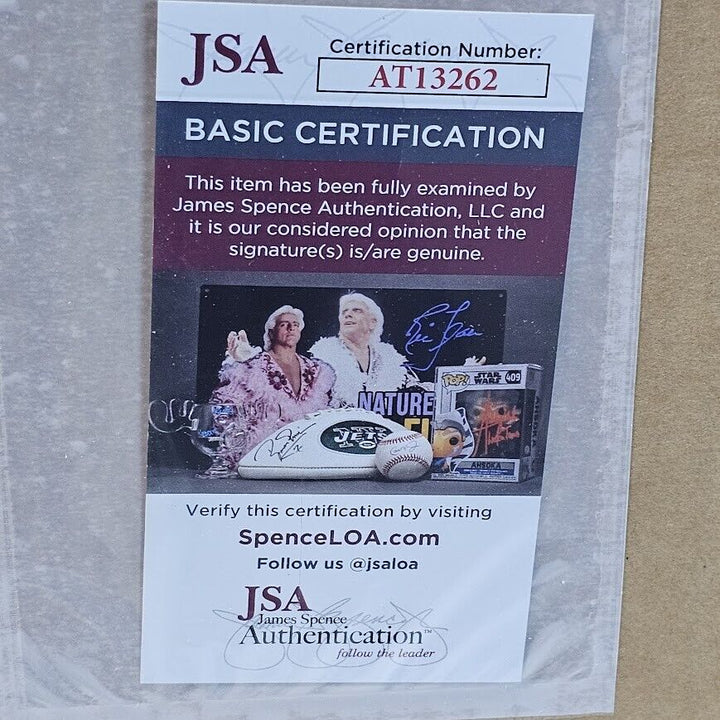 JSA
Certification Number:
AT13262
BASIC CERTIFICATION
This item has been fully examined by
James Spence Authentication, LLC and
it is our considered opinion that the
signature(s) is/are genuine.
NATURE
JETS
POP!
STAR WARS
409
AHSOKA
Verify this certification by visiting
SpenceLOA.com
Follow us @jsaloa
JSA
James Spence
Authentication™
follow the leader